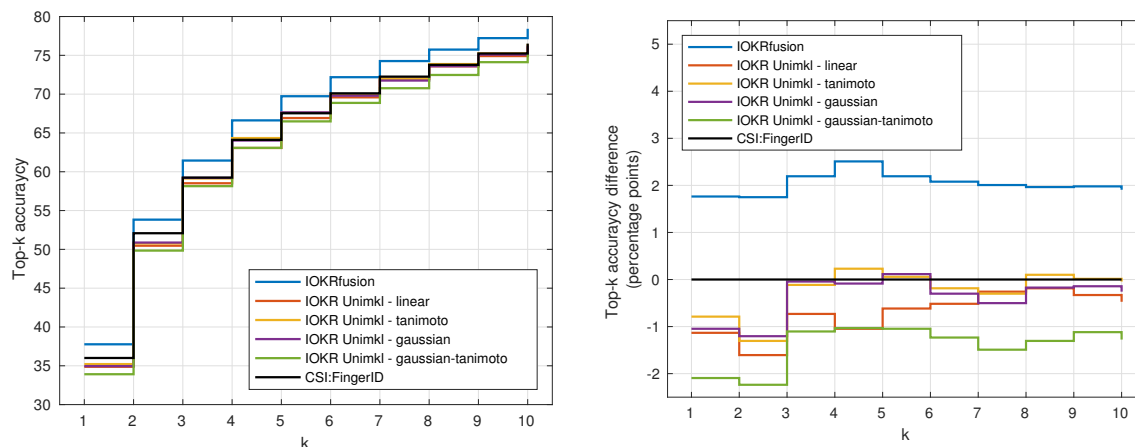 80
75
70
65
60
55
50
45
40
35
30
Top-k accuraycy
1 2 3 4 5 6 7 8 9 10
k
IOKRfusion
IOKR Unimkl - linear
IOKR Unimkl - tanimoto
IOKR Unimkl - gaussian
IOKR Unimkl - gaussian-tanimoto
CSI:FingerID
5
4
3
2
1
0
-1
-2
Top-k accuraycy difference
(percentage points)
1 2 3 4 5 6 7 8 9 10
k
IOKRfusion
IOKR Unimkl - linear
IOKR Unimkl - tanimoto
IOKR Unimkl - gaussian
IOKR Unimkl - gaussian-tanimoto
CSI:FingerID